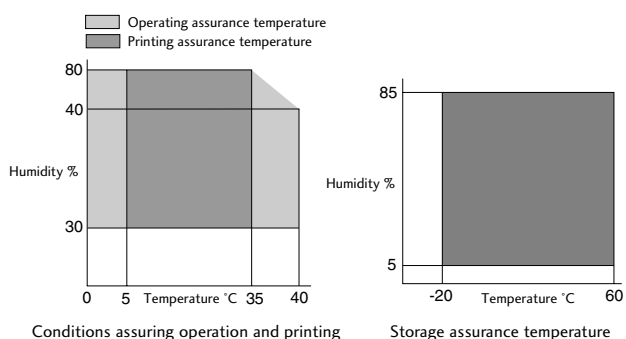 Operating assurance temperature
Printing assurance temperature
80
40
Humidity %
30
0 5 Temperature ˚C 35 40
Conditions assuring operation and printing
85
Humidity %
5
-20 Temperature ˚C 60
Storage assurance temperature